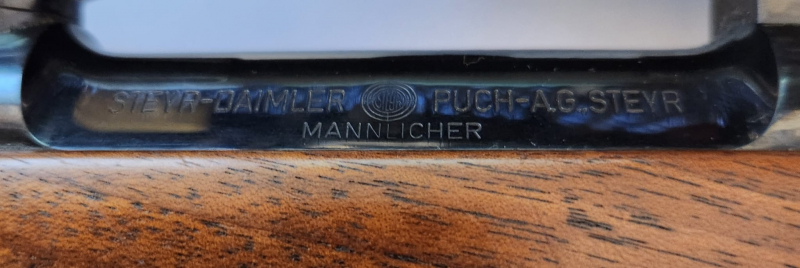 STEYR-DAIMLER PUCH-A.G. STEYR
MANNLICHER